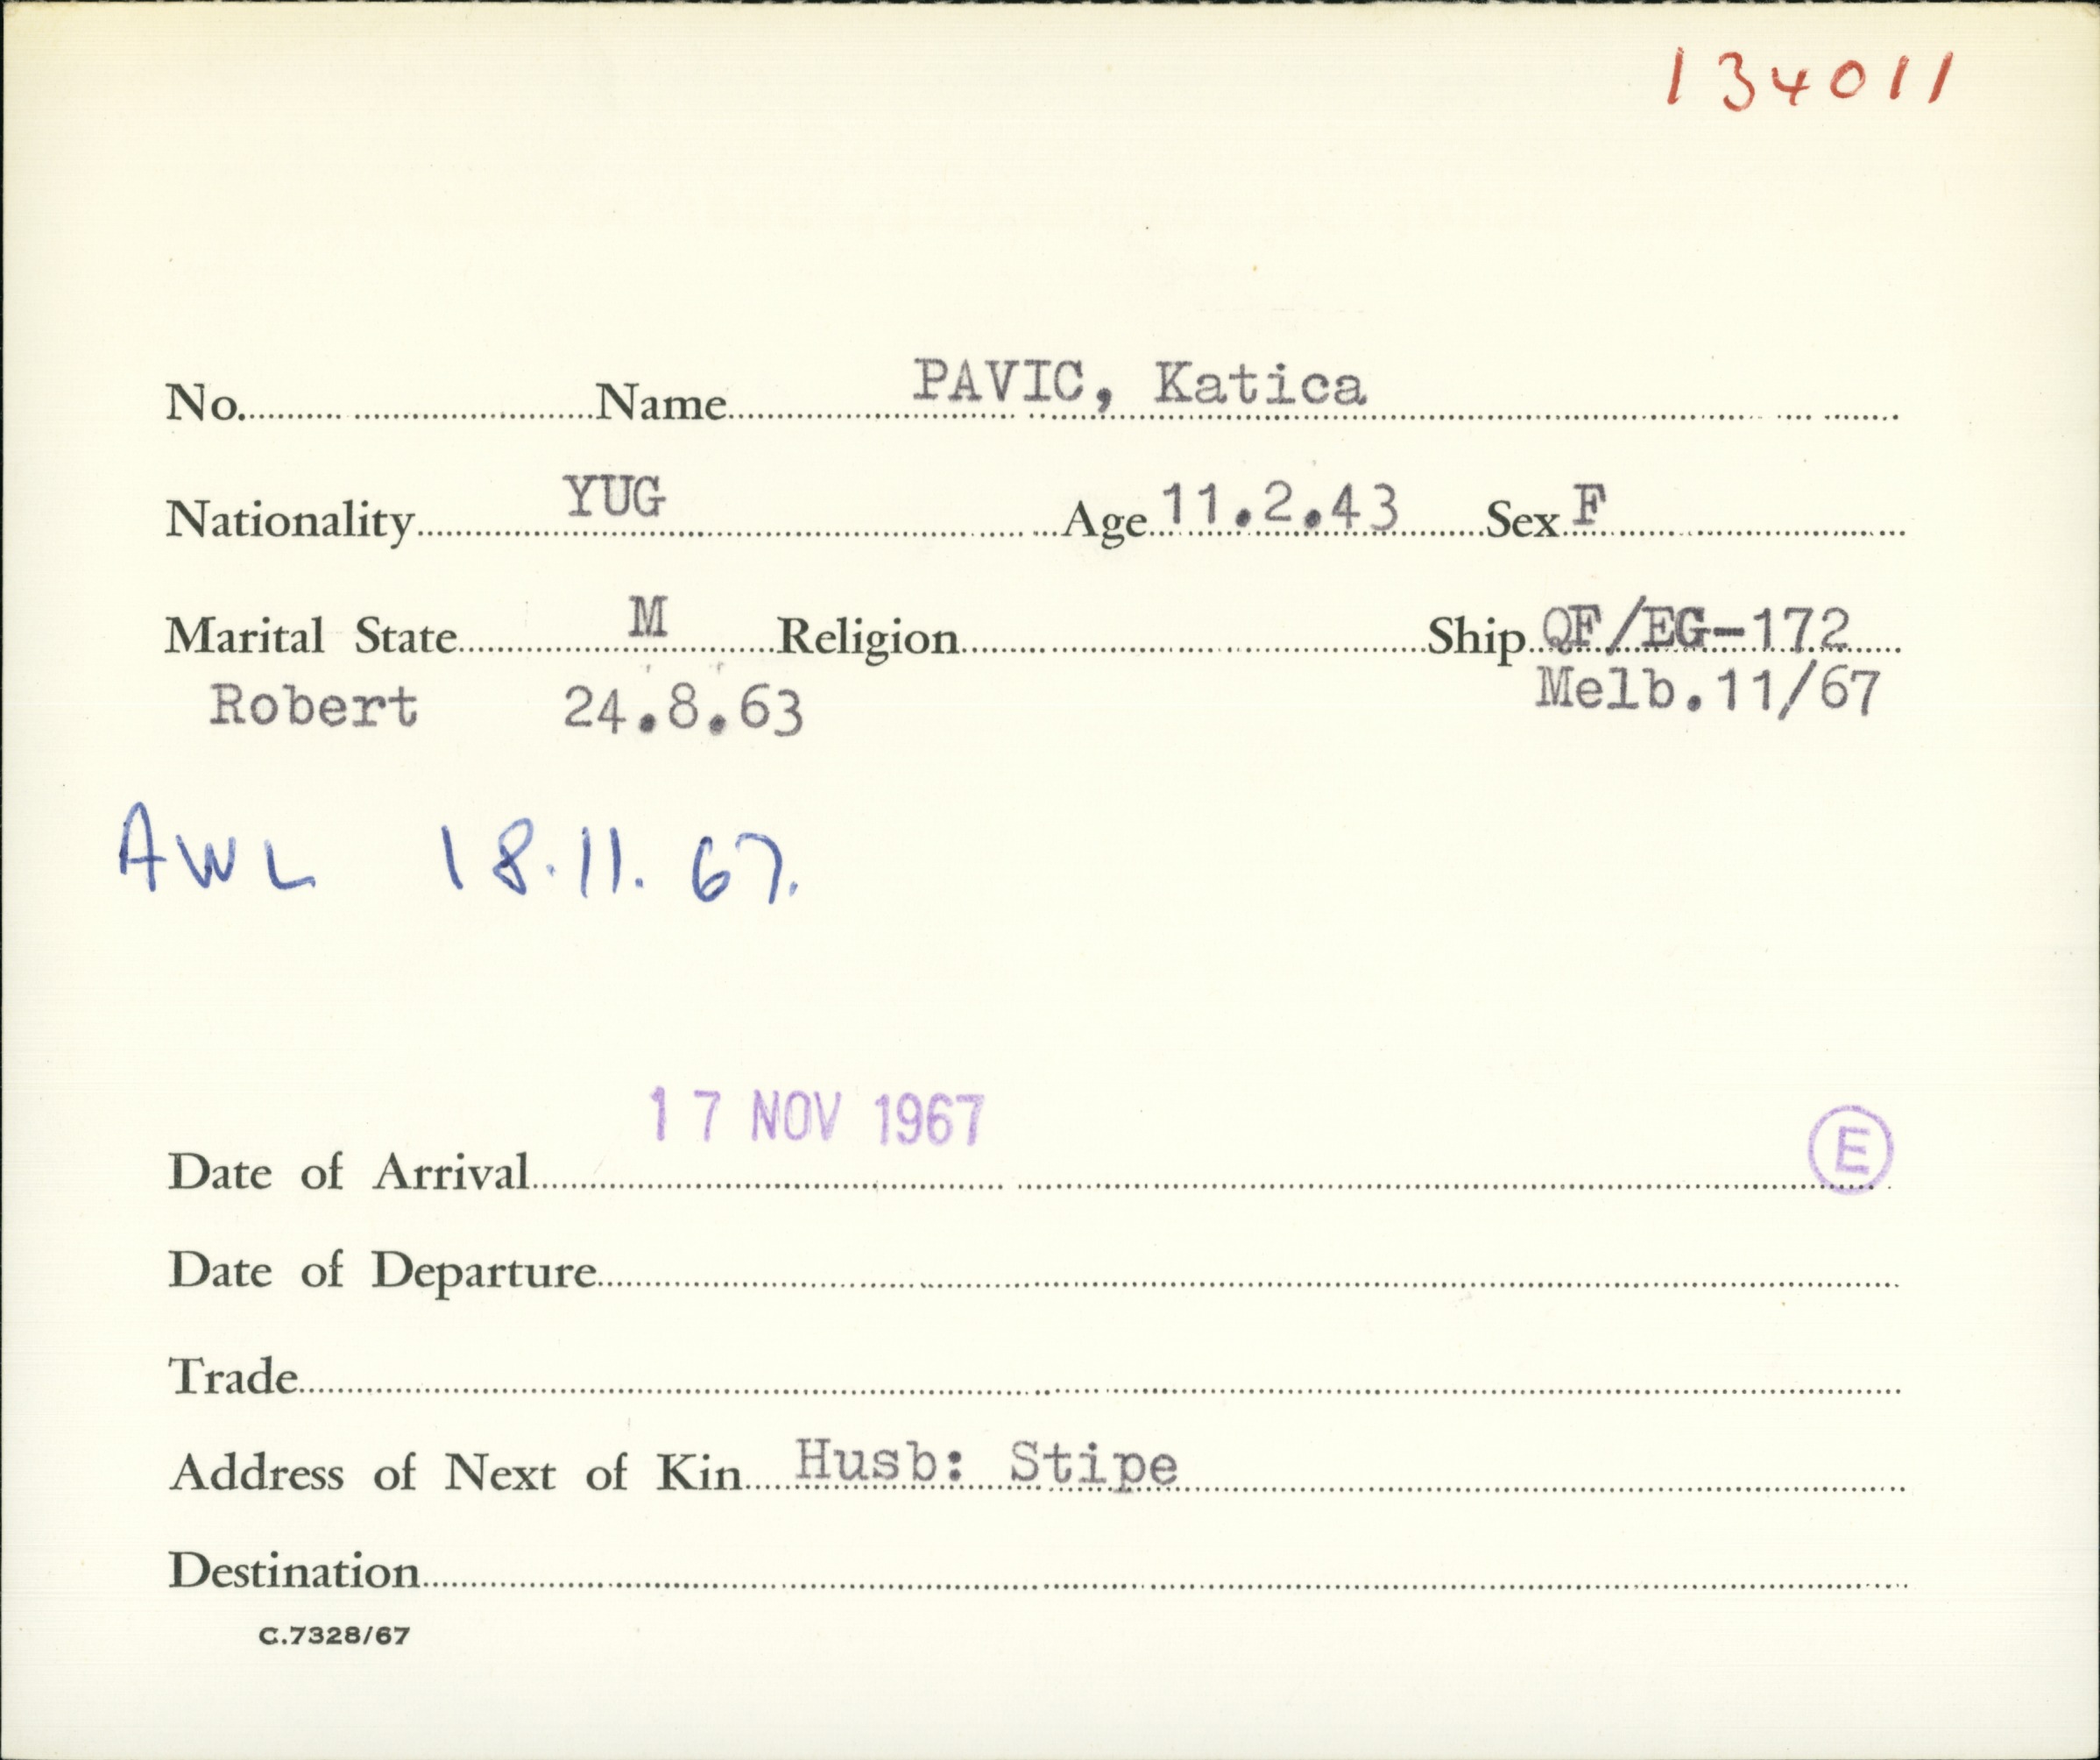 134011
No. Name PAVIC, Katica
Nationality YUG Age 11.2.43 Sex F
Marital State M Religion Ship QF/EG-172
Robert 24.8.63 Melb.11/67
AWL 18.11.67.
17 NOV 1967
Date of Arrival E
Date of Departure
Trade
Address of Next of Kin Husb: Stipe
Destination
C.7328/67